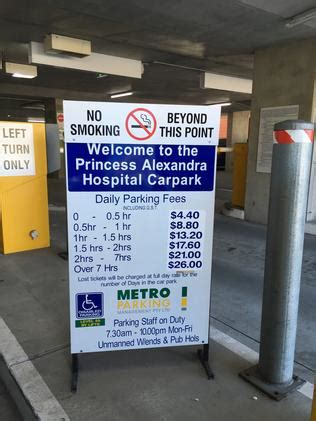 LEFT
TURN
ONLY
NO SMOKING BEYOND THIS POINT
Welcome to the
Princess Alexandra
Hospital Carpark
Daily Parking Fees
INCLUDING G.S.T.
0 - 0.5 hr $4.40
0.5hr - 1 hr $8.80
1hr - 1.5 hrs $13.20
1.5 hrs - 2hrs $17.60
2hrs - 7hrs $21.00
Over 7 Hrs $26.00
Lost tickets will be charged at full day rate for the
number of Days in the car park
DISABLED
PARKING
METRO
PARKING
MANAGEMENT PTY LTD
Parking Staff on Duty
7.30am - 10.00pm Mon-Fri
Unmanned Wends & Pub Hols